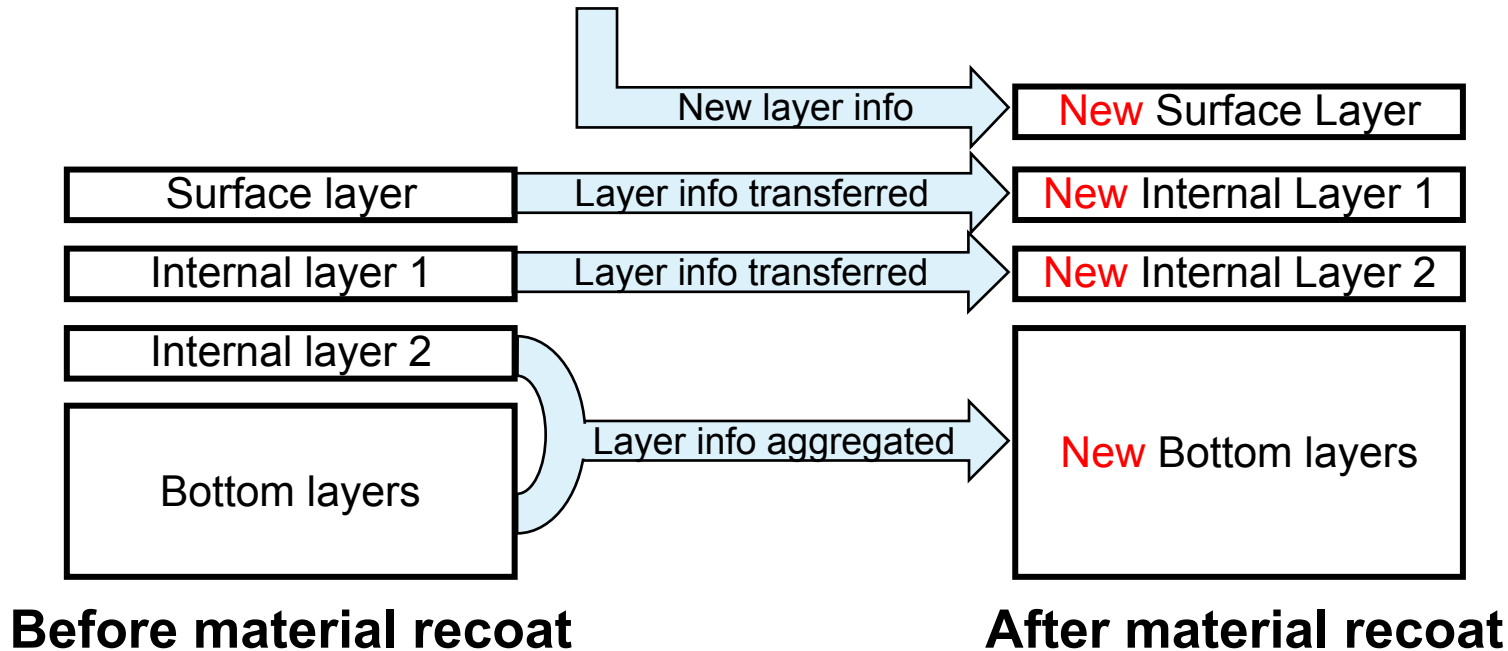 New layer info
New Surface Layer
Surface layer
Layer info transferred
New Internal Layer 1
Internal layer 1
Layer info transferred
New Internal Layer 2
Internal layer 2
Bottom layers
Layer info aggregated
New Bottom layers
Before material recoat
After material recoat